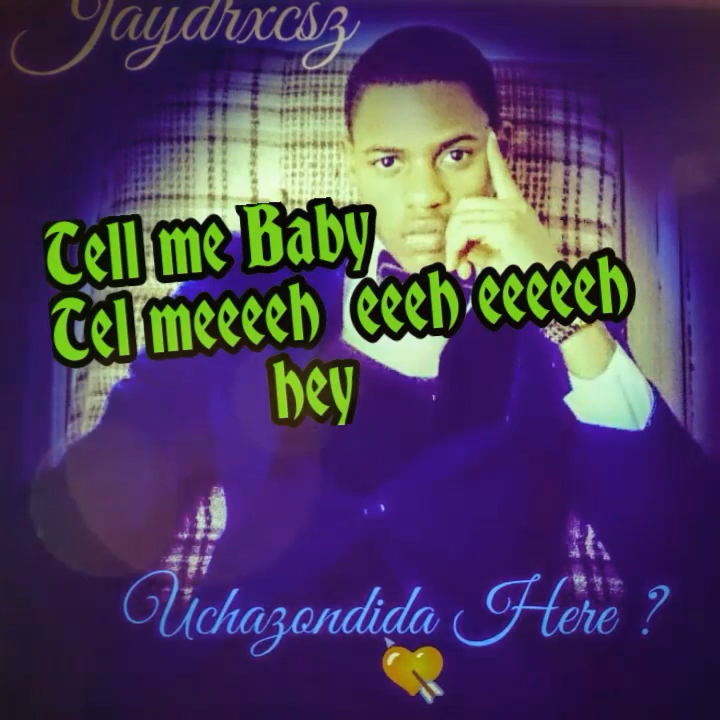 Jaydrxcsz
Tell me Baby
Tel meeeeh eeeh eeeeeh
hey
Uchazondida Here ?